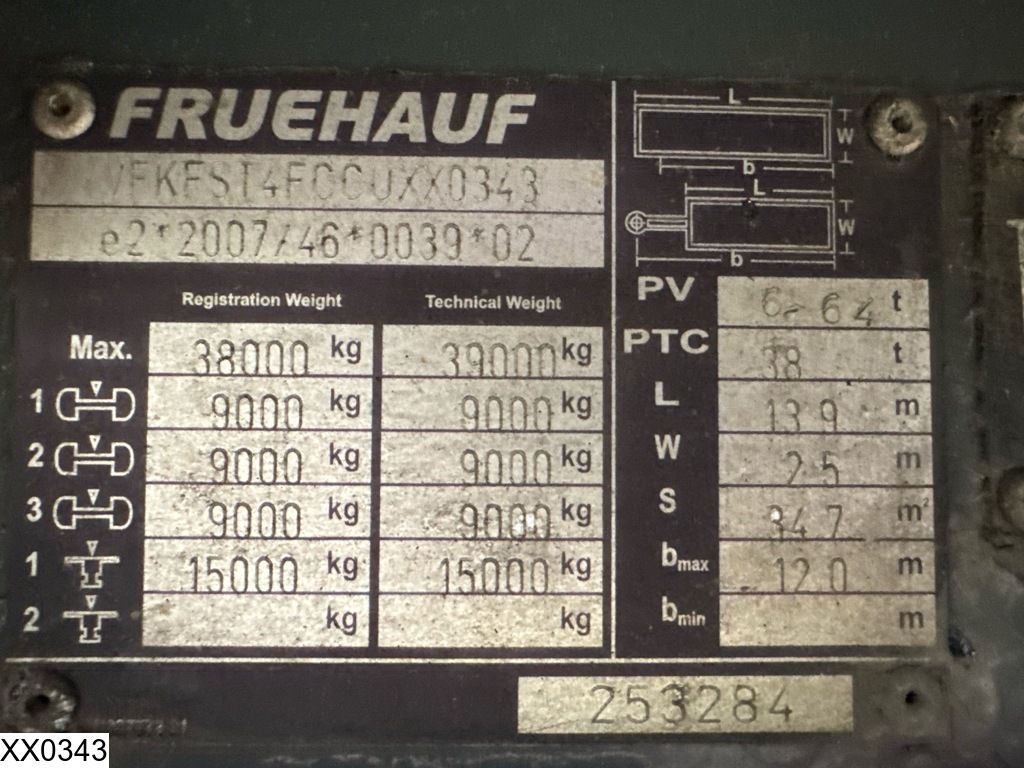 FRUEHAUF
VFKFST4FCCUXX0343
e2*2007/46*0039*02
Registration Weight Technical Weight
Max. 38000 kg 39000 kg
1 9000 kg 9000 kg
2 9000 kg 9000 kg
3 9000 kg 9000 kg
1 15000 kg 15000 kg
2 kg kg
L
W
b
L
W
b
PV 6-64 t
PTC 38 t
L 13 9 m
W 2 5 m
S 34 7 m²
bmax 12 0 m
bmin m
253284
XX0343